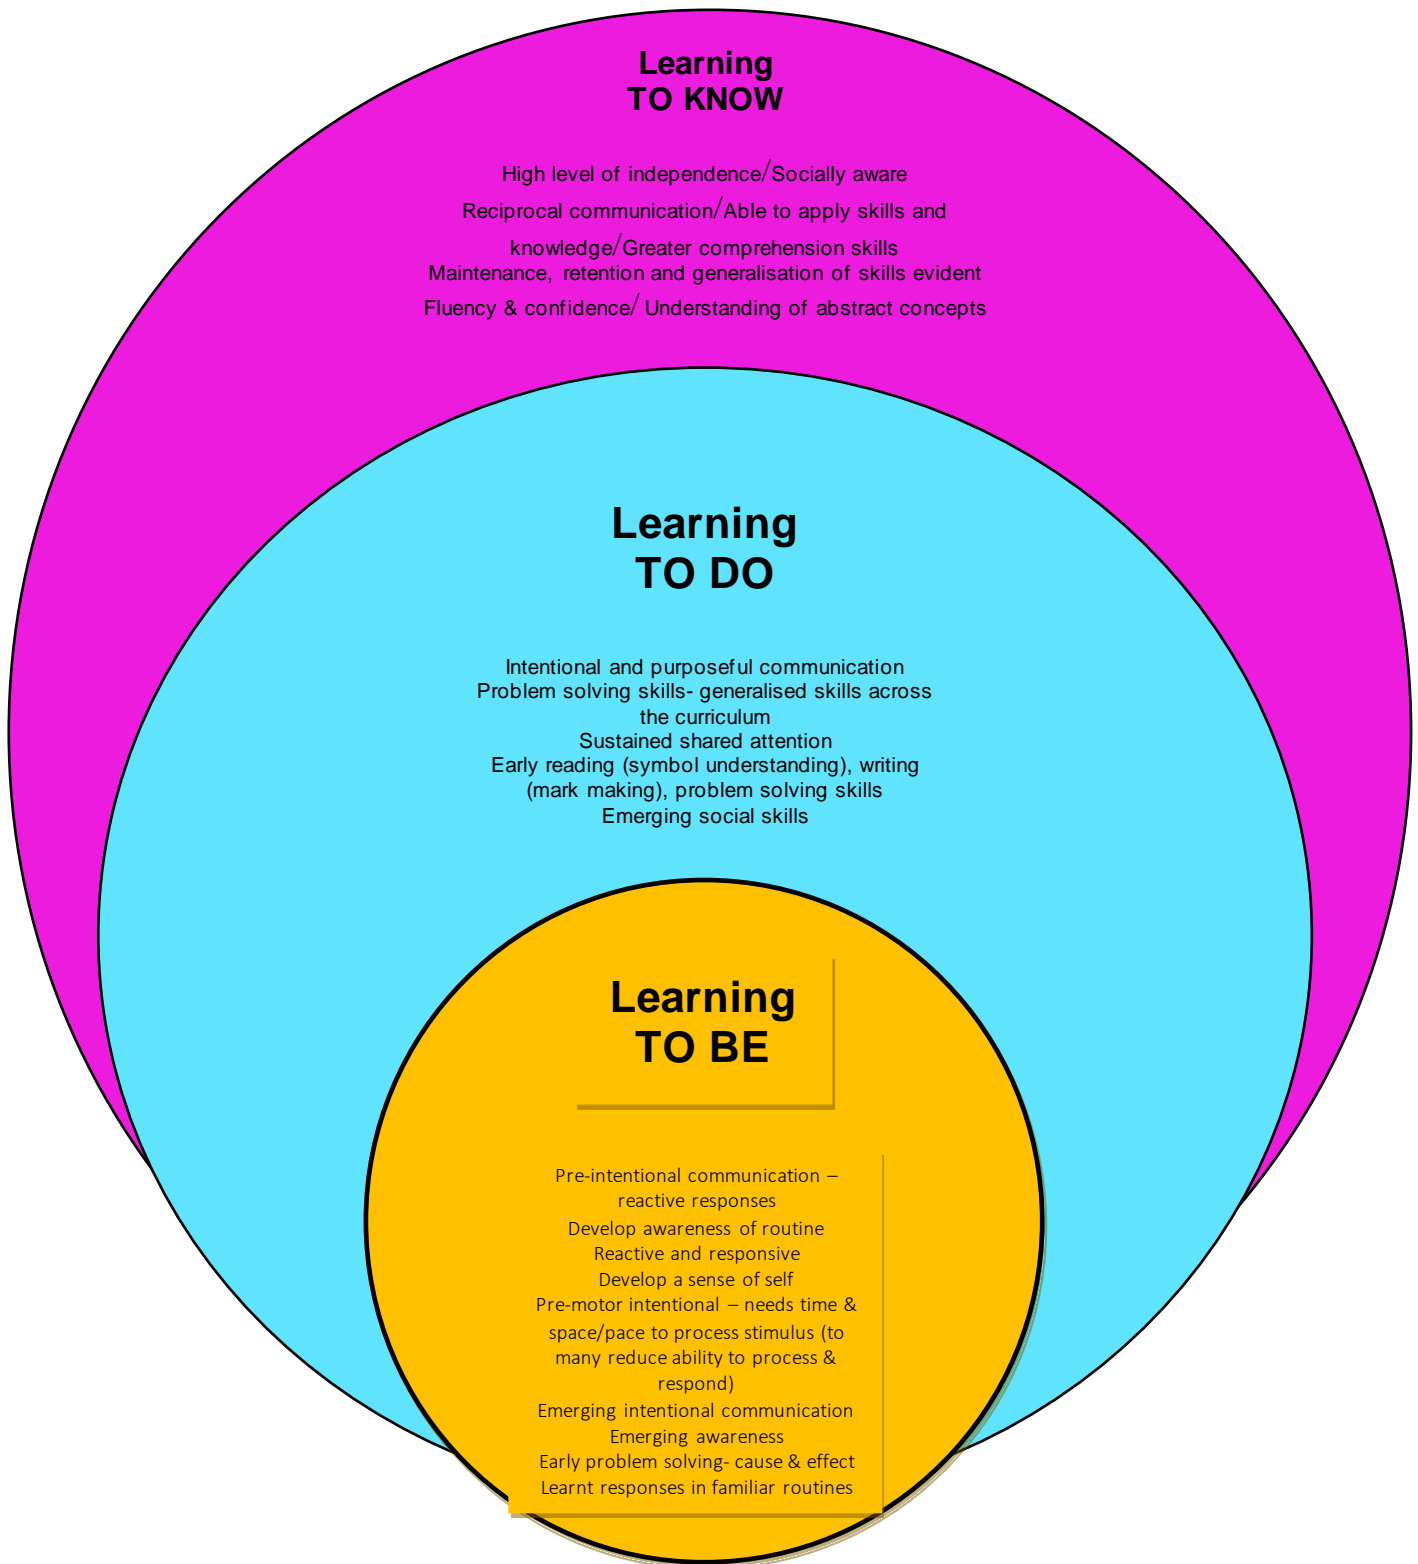 Learning
TO KNOW
High level of independence/Socially aware
Reciprocal communication/Able to apply skills and
knowledge/Greater comprehension skills
Maintenance, retention and generalisation of skills evident
Fluency & confidence/ Understanding of abstract concepts
Learning
TO DO
Intentional and purposeful communication
Problem solving skills- generalised skills across
the curriculum
Sustained shared attention
Early reading (symbol understanding), writing
(mark making), problem solving skills
Emerging social skills
Learning
TO BE
Pre-intentional communication –
reactive responses
Develop awareness of routine
Reactive and responsive
Develop a sense of self
Pre-motor intentional – needs time &
space/pace to process stimulus (to
many reduce ability to process &
respond)
Emerging intentional communication
Emerging awareness
Early problem solving- cause & effect
Learnt responses in familiar routines